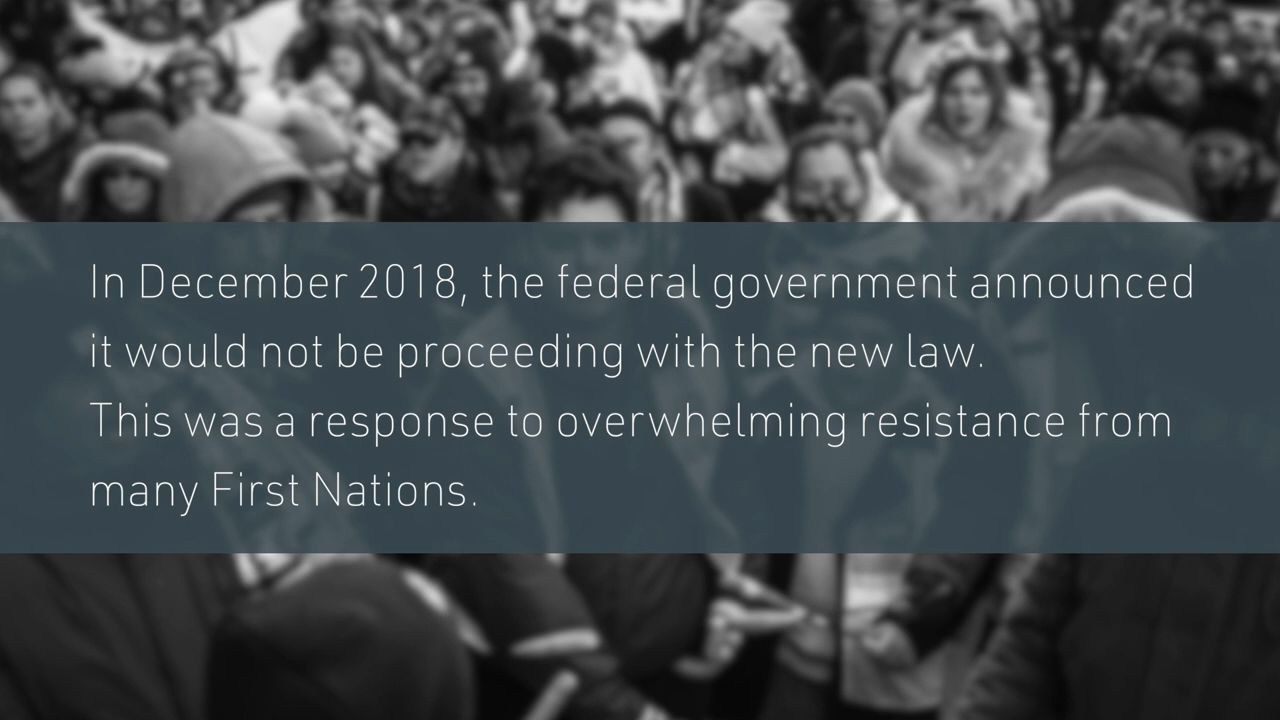 In December 2018, the federal government announced
it would not be proceeding with the new law.
This was a response to overwhelming resistance from
many First Nations.